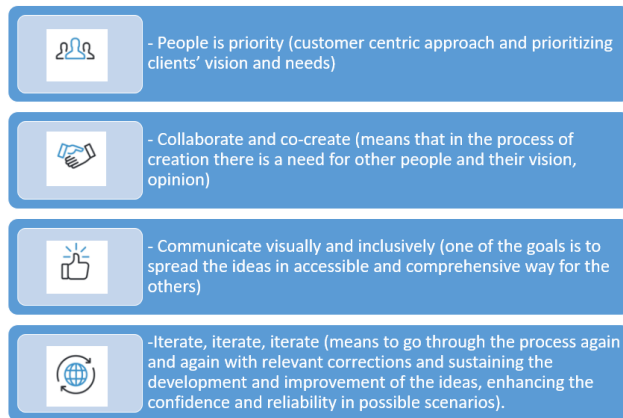 - People is priority (customer centric approach and prioritizing
clients’ vision and needs)
- Collaborate and co-create (means that in the process of
creation there is a need for other people and their vision,
opinion)
- Communicate visually and inclusively (one of the goals is to
spread the ideas in accessible and comprehensive way for the
others)
-Iterate, iterate, iterate (means to go through the process again
and again with relevant corrections and sustaining the
development and improvement of the ideas, enhancing the
confidence and reliability in possible scenarios).